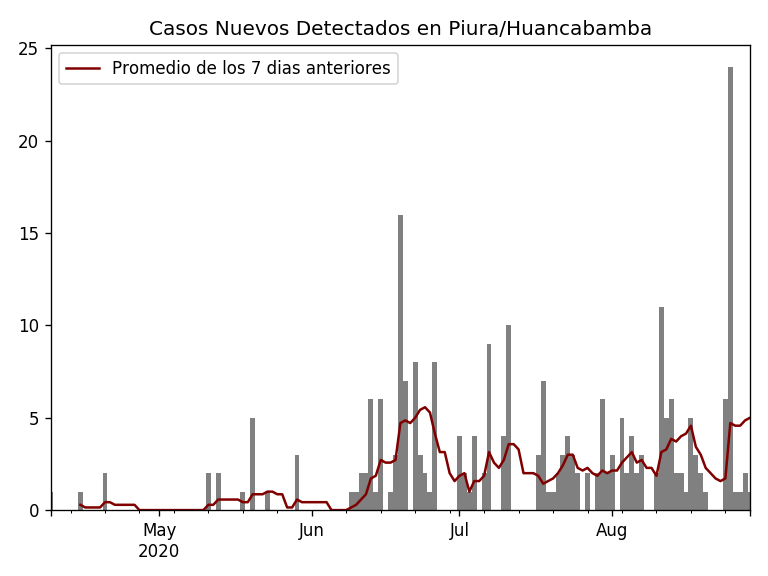 Casos Nuevos Detectados en Piura/Huancabamba
Promedio de los 7 dias anteriores
25
20
15
10
5
0
May
2020
Jun
Jul
Aug